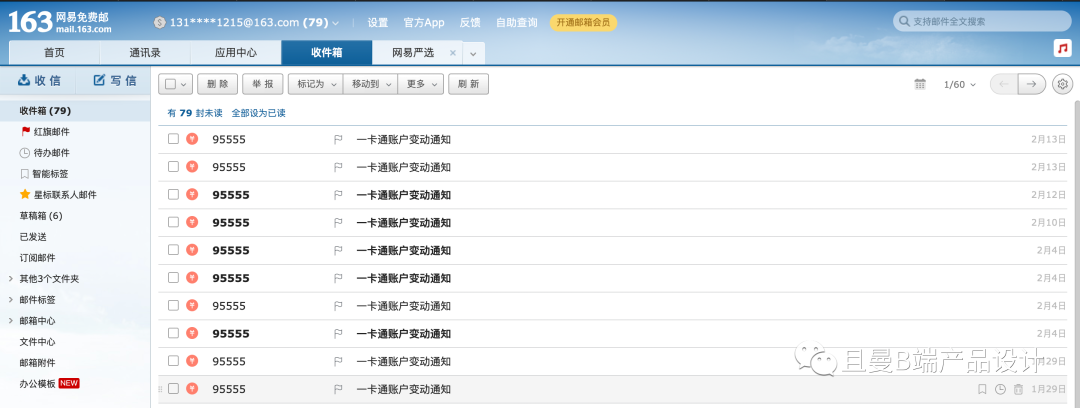 163 网易免费邮 mail.163.com
131****1215@163.com (79) 设置 官方App 反馈 自助查询 开通邮箱会员
支持邮件全文搜索
首页 通讯录 应用中心 收件箱 网易严选 ×
收信 写信
删除 举报 标记为 移动到 更多 刷新 1/60
收件箱 (79)
红旗邮件
待办邮件
智能标签
星标联系人邮件
草稿箱 (6)
已发送
订阅邮件
其他3个文件夹
邮件标签
邮箱中心
文件中心
邮箱附件
办公模板 NEW
有 79 封未读 全部设为已读
95555 一卡通账户变动通知 2月13日
95555 一卡通账户变动通知 2月13日
95555 一卡通账户变动通知 2月12日
95555 一卡通账户变动通知 2月10日
95555 一卡通账户变动通知 2月4日
95555 一卡通账户变动通知 2月4日
95555 一卡通账户变动通知 2月4日
95555 一卡通账户变动通知 2月4日
95555 一卡通账户变动通知 月29日
95555 一卡通账户变动通知 1月29日
且曼B端产品设计